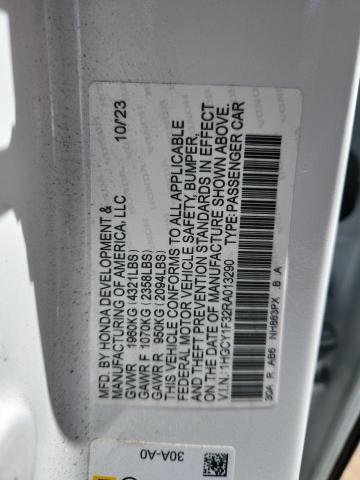 MFD. BY HONDA DEVELOPMENT &
MANUFACTURING OF AMERICA, LLC 10/23
GVWR 1960KG (4321LBS)
GAWR F 1070KG (2358LBS)
GAWR R 950KG (2094LBS)
THIS VEHICLE CONFORMS TO ALL APPLICABLE
FEDERAL MOTOR VEHICLE SAFETY, BUMPER,
AND THEFT PREVENTION STANDARDS IN EFFECT
ON THE DATE OF MANUFACTURE SHOWN ABOVE.
V.I.N.: 1HGCY1F32RA013290 TYPE: PASSENGER CAR
30A R AB6 NH883PX .B .A
30A-A0